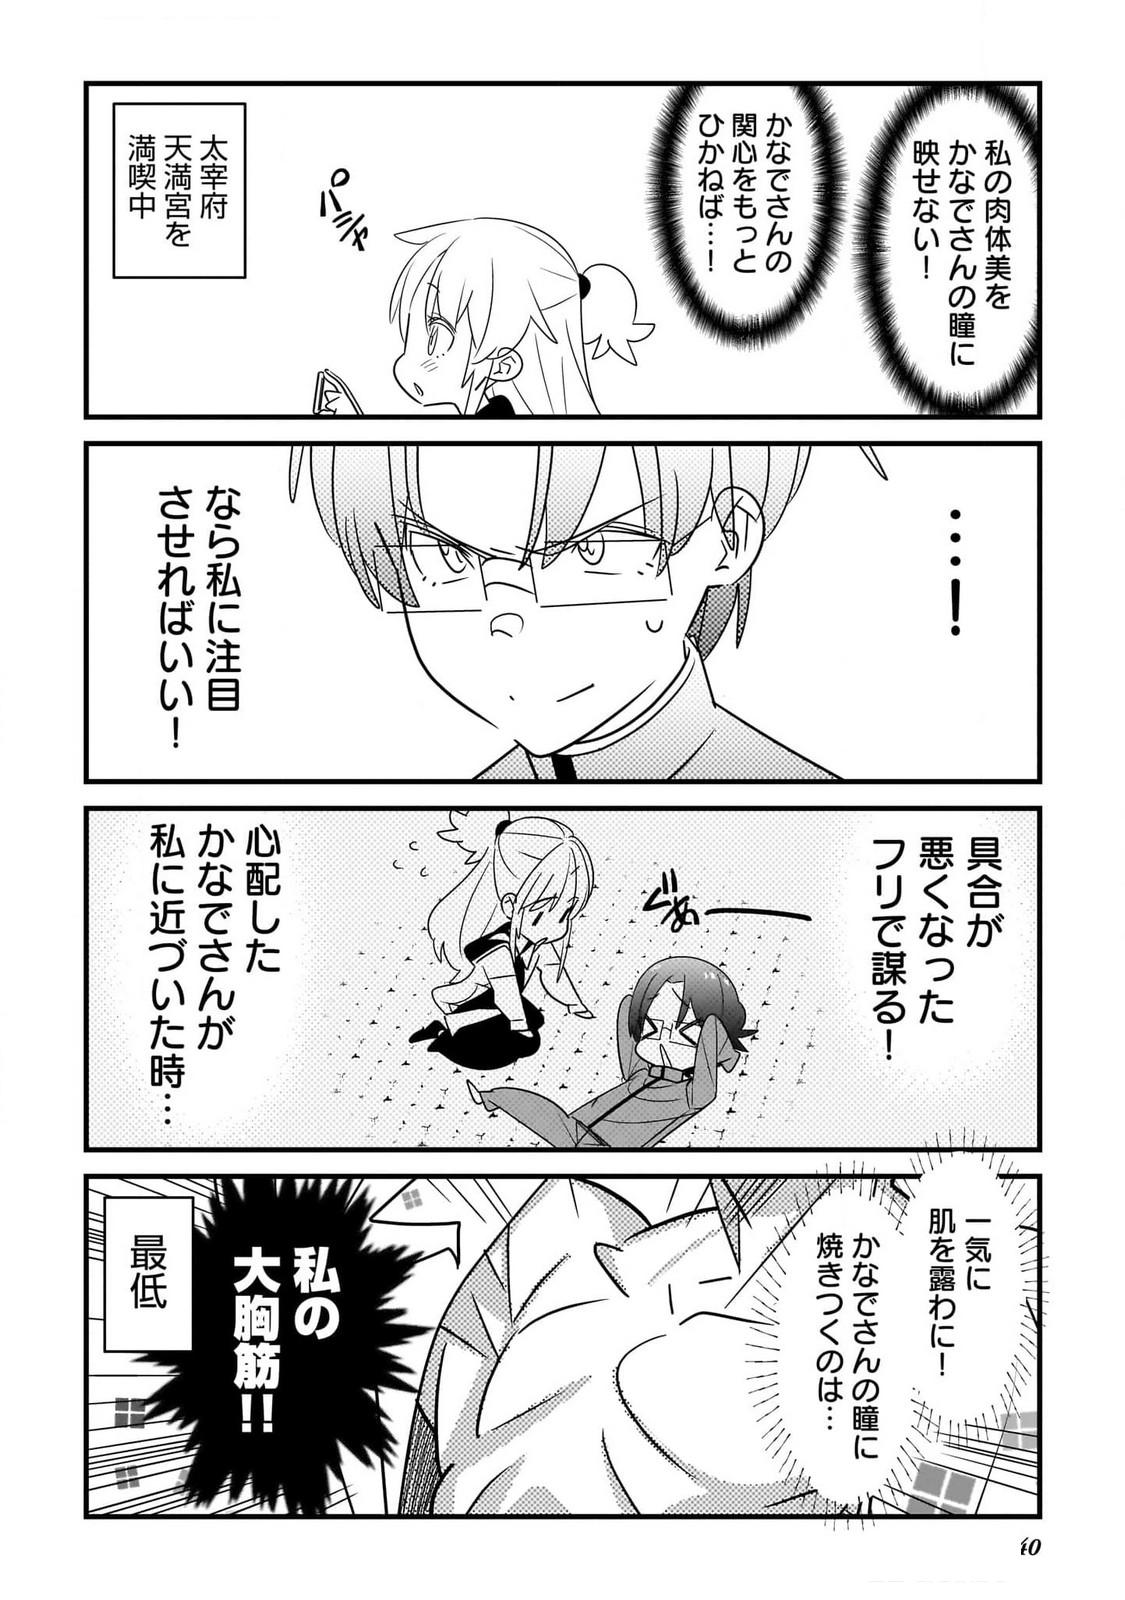 私の肉体美を
かなでさんの瞳に
映せない！
かなでさんの
関心をもっと
ひかねば…！
パシャ
太宰府
天満宮を
満喫中
…！
なら私に注目
させればいい！
具合が
悪くなった
フリで謀る！
ぐあー
心配した
かなでさんが
私に近づいた時…
一気に
肌を露わに！
かなでさんの瞳に
焼きつくのは…
私の
大胸筋!!
最低
40